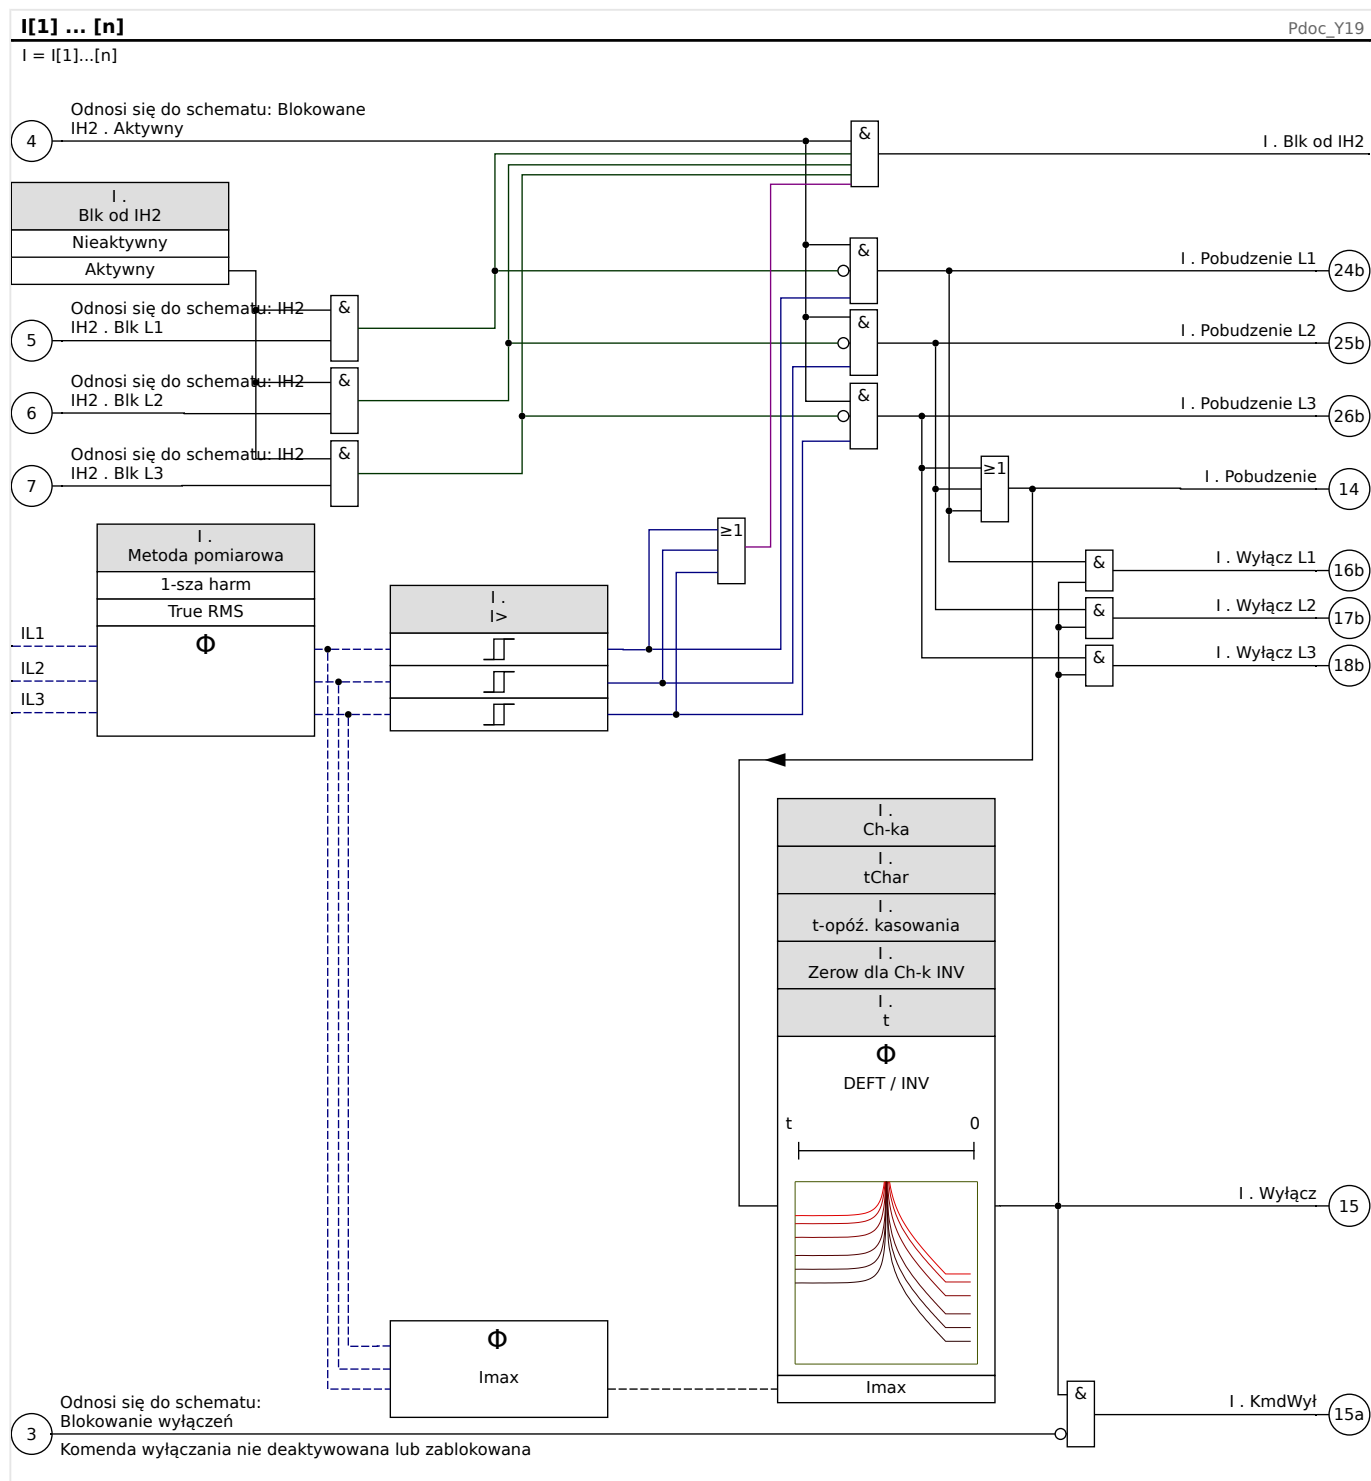 I[1] ... [n]
Pdoc_Y19
I = I[1]...[n]
Odnosi się do schematu: Blokowane
IH2 . Aktywny
4
&
I . Blk od IH2
I .
Blk od IH2
Nieaktywny
Aktywny
&
I . Pobudzenie L1
24b
Odnosi się do schematu: IH2
IH2 . Blk L1
5
&
&
I . Pobudzenie L2
25b
Odnosi się do schematu: IH2
IH2 . Blk L2
6
&
&
I . Pobudzenie L3
26b
Odnosi się do schematu: IH2
IH2 . Blk L3
7
&
≥1
I . Pobudzenie
14
I .
Metoda pomiarowa
1-sza harm
True RMS
Φ
IL1
IL2
IL3
≥1
I .
I>
&
I . Wyłącz L1
16b
&
I . Wyłącz L2
17b
&
I . Wyłącz L3
18b
I .
Ch-ka
I .
tChar
I .
t-opóź. kasowania
I .
Zerow dla Ch-k INV
I .
t
Φ
DEFT / INV
t 0
I . Wyłącz
15
Φ
Imax
Imax
Odnosi się do schematu:
Blokowanie wyłączeń
3
Komenda wyłączania nie deaktywowana lub zablokowana
&
I . KmdWył
15a